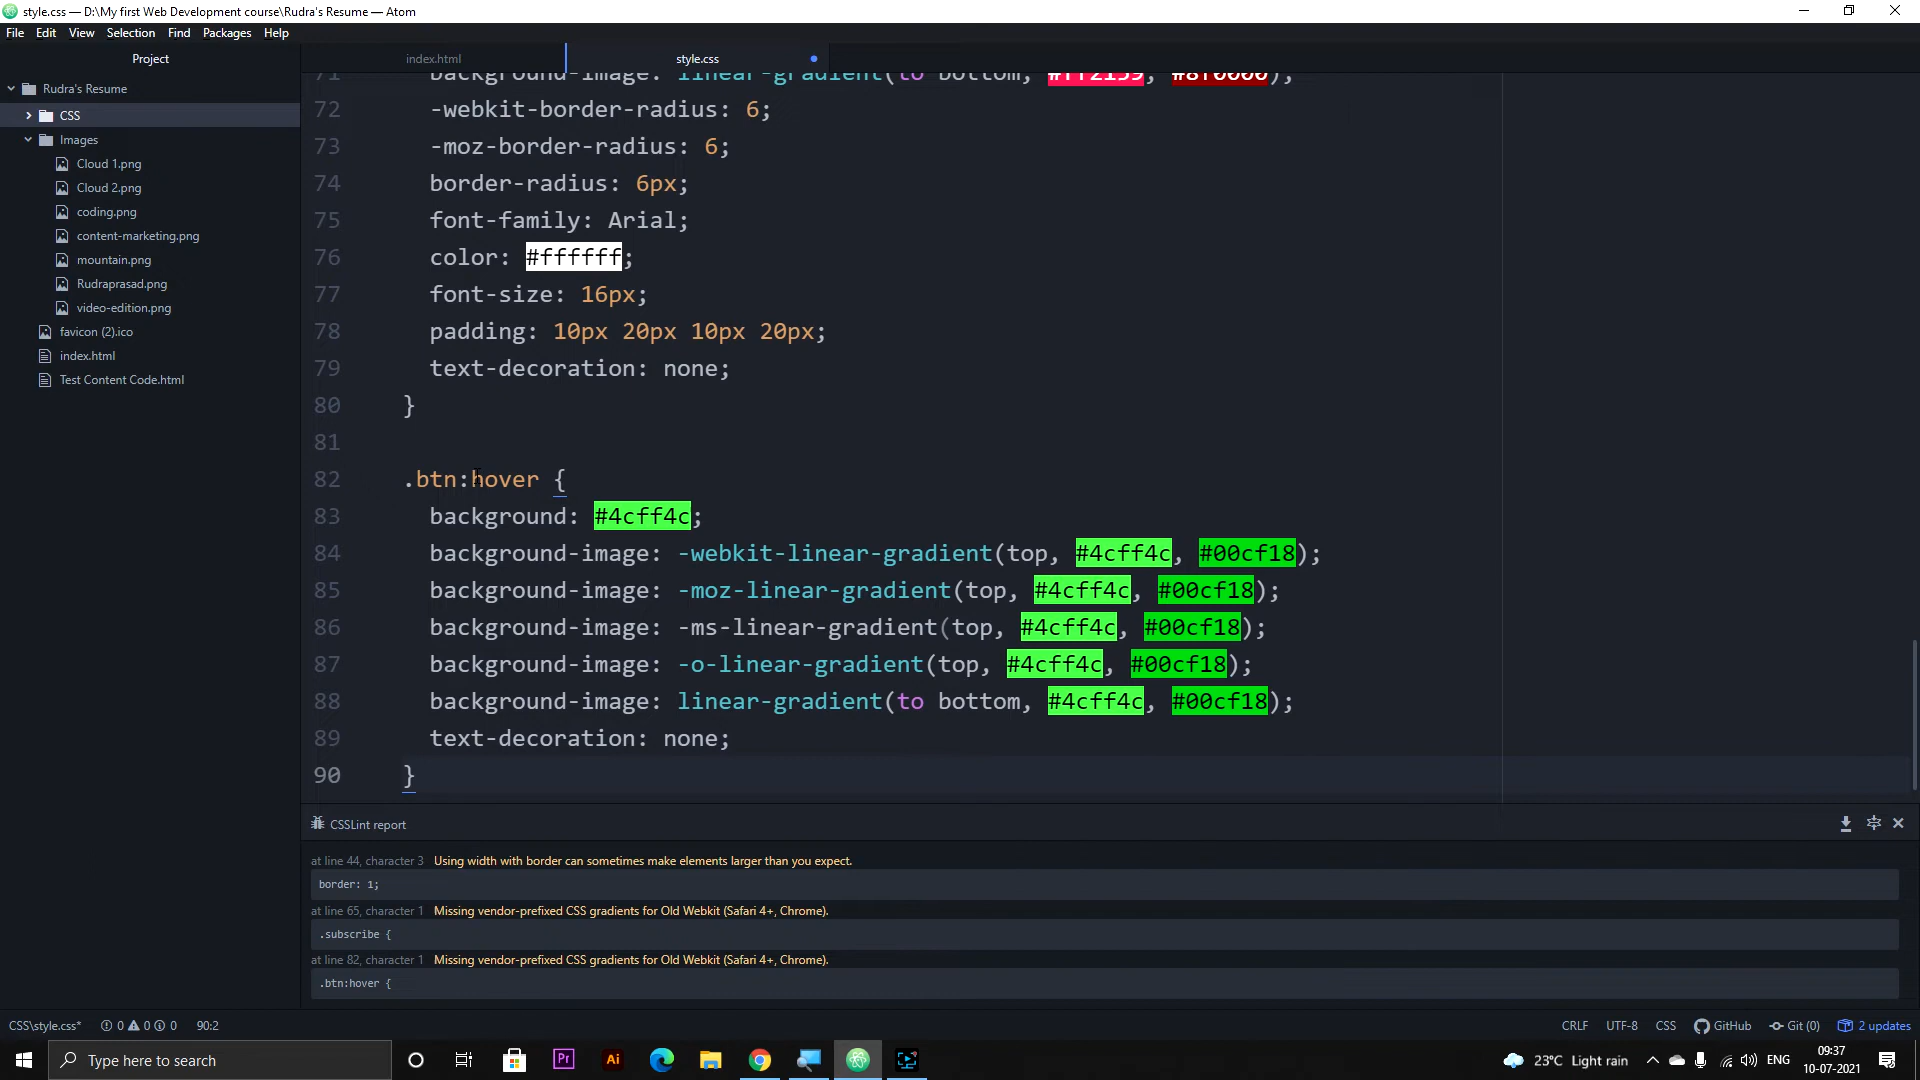 style.css — D:\My first Web Development course\Rudra's Resume — Atom
File Edit View Selection Find Packages Help
Project
index.html
style.css
Rudra's Resume
CSS
Images
Cloud 1.png
Cloud 2.png
coding.png
content-marketing.png
mountain.png
Rudraprasad.png
video-edition.png
favicon (2).ico
index.html
Test Content Code.html
71 background-image: linear-gradient(to bottom, #ff2159, #8f0000);
72 -webkit-border-radius: 6;
73 -moz-border-radius: 6;
74 border-radius: 6px;
75 font-family: Arial;
76 color: #ffffff;
77 font-size: 16px;
78 padding: 10px 20px 10px 20px;
79 text-decoration: none;
80 }
81
82 .btn:hover {
83 background: #4cff4c;
84 background-image: -webkit-linear-gradient(top, #4cff4c, #00cf18);
85 background-image: -moz-linear-gradient(top, #4cff4c, #00cf18);
86 background-image: -ms-linear-gradient(top, #4cff4c, #00cf18);
87 background-image: -o-linear-gradient(top, #4cff4c, #00cf18);
88 background-image: linear-gradient(to bottom, #4cff4c, #00cf18);
89 text-decoration: none;
90 }
CSSLint report
at line 44, character 3 Using width with border can sometimes make elements larger than you expect.
border: 1;
at line 65, character 1 Missing vendor-prefixed CSS gradients for Old Webkit (Safari 4+, Chrome).
.subscribe {
at line 82, character 1 Missing vendor-prefixed CSS gradients for Old Webkit (Safari 4+, Chrome).
.btn:hover {
CSS\style.css* 0 0 0 90:2 CRLF UTF-8 CSS GitHub Git (0) 2 updates
Type here to search
Pr
Ai
23°C Light rain
ENG
09:37
10-07-2021